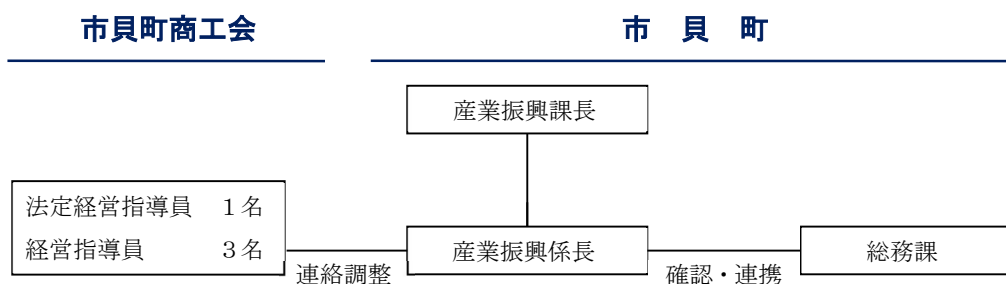 市貝町商工会
市 貝 町
産業振興課長
法定経営指導員 1名
経営指導員 3名
連絡調整
産業振興係長
確認・連携
総務課